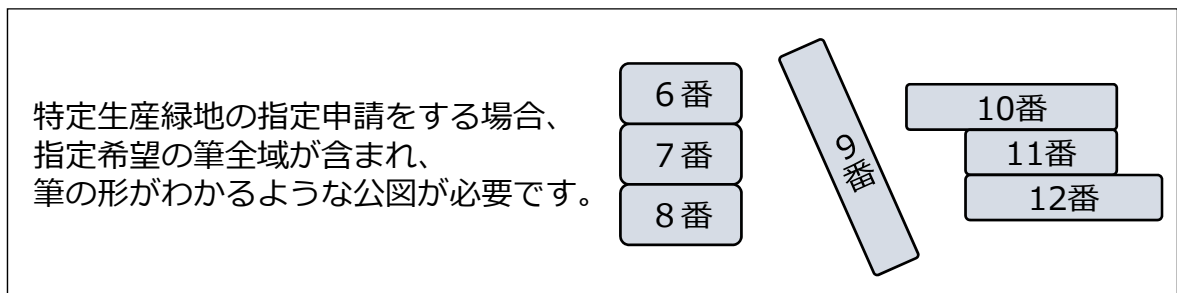 特定生産緑地の指定申請をする場合、
指定希望の筆全域が含まれ、
筆の形がわかるような公図が必要です。
６番
７番
８番
９番
10番
11番
12番